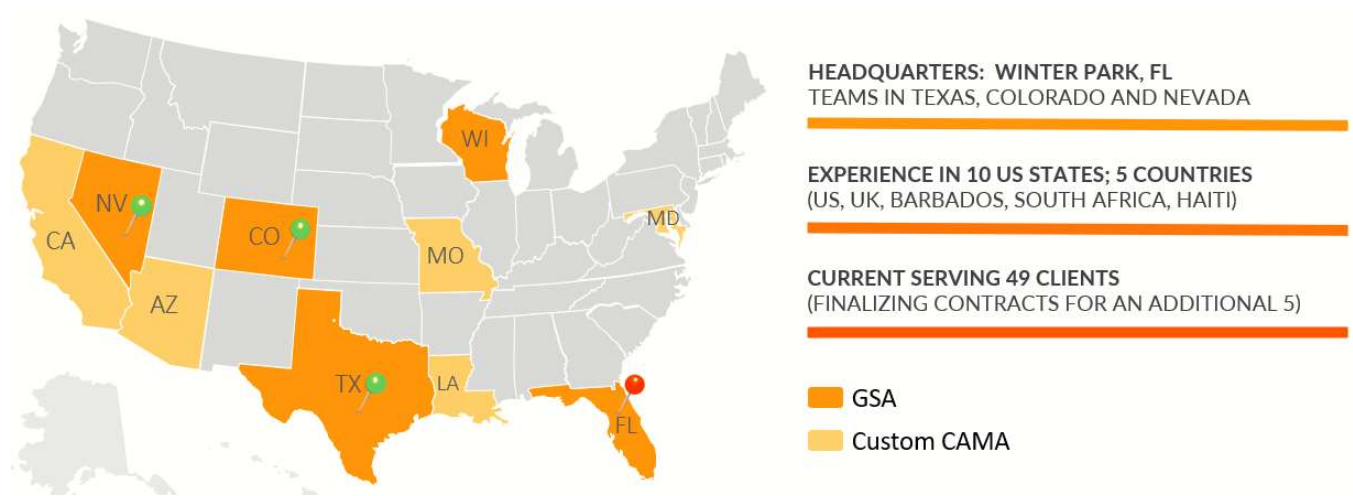 HEADQUARTERS: WINTER PARK, FL
TEAMS IN TEXAS, COLORADO AND NEVADA
EXPERIENCE IN 10 US STATES; 5 COUNTRIES
(US, UK, BARBADOS, SOUTH AFRICA, HAITI)
CURRENT SERVING 49 CLIENTS
(FINALIZING CONTRACTS FOR AN ADDITIONAL 5)
GSA
Custom CAMA
WI
NV
CO
CA
MO
MD
AZ
TX
LA
FL